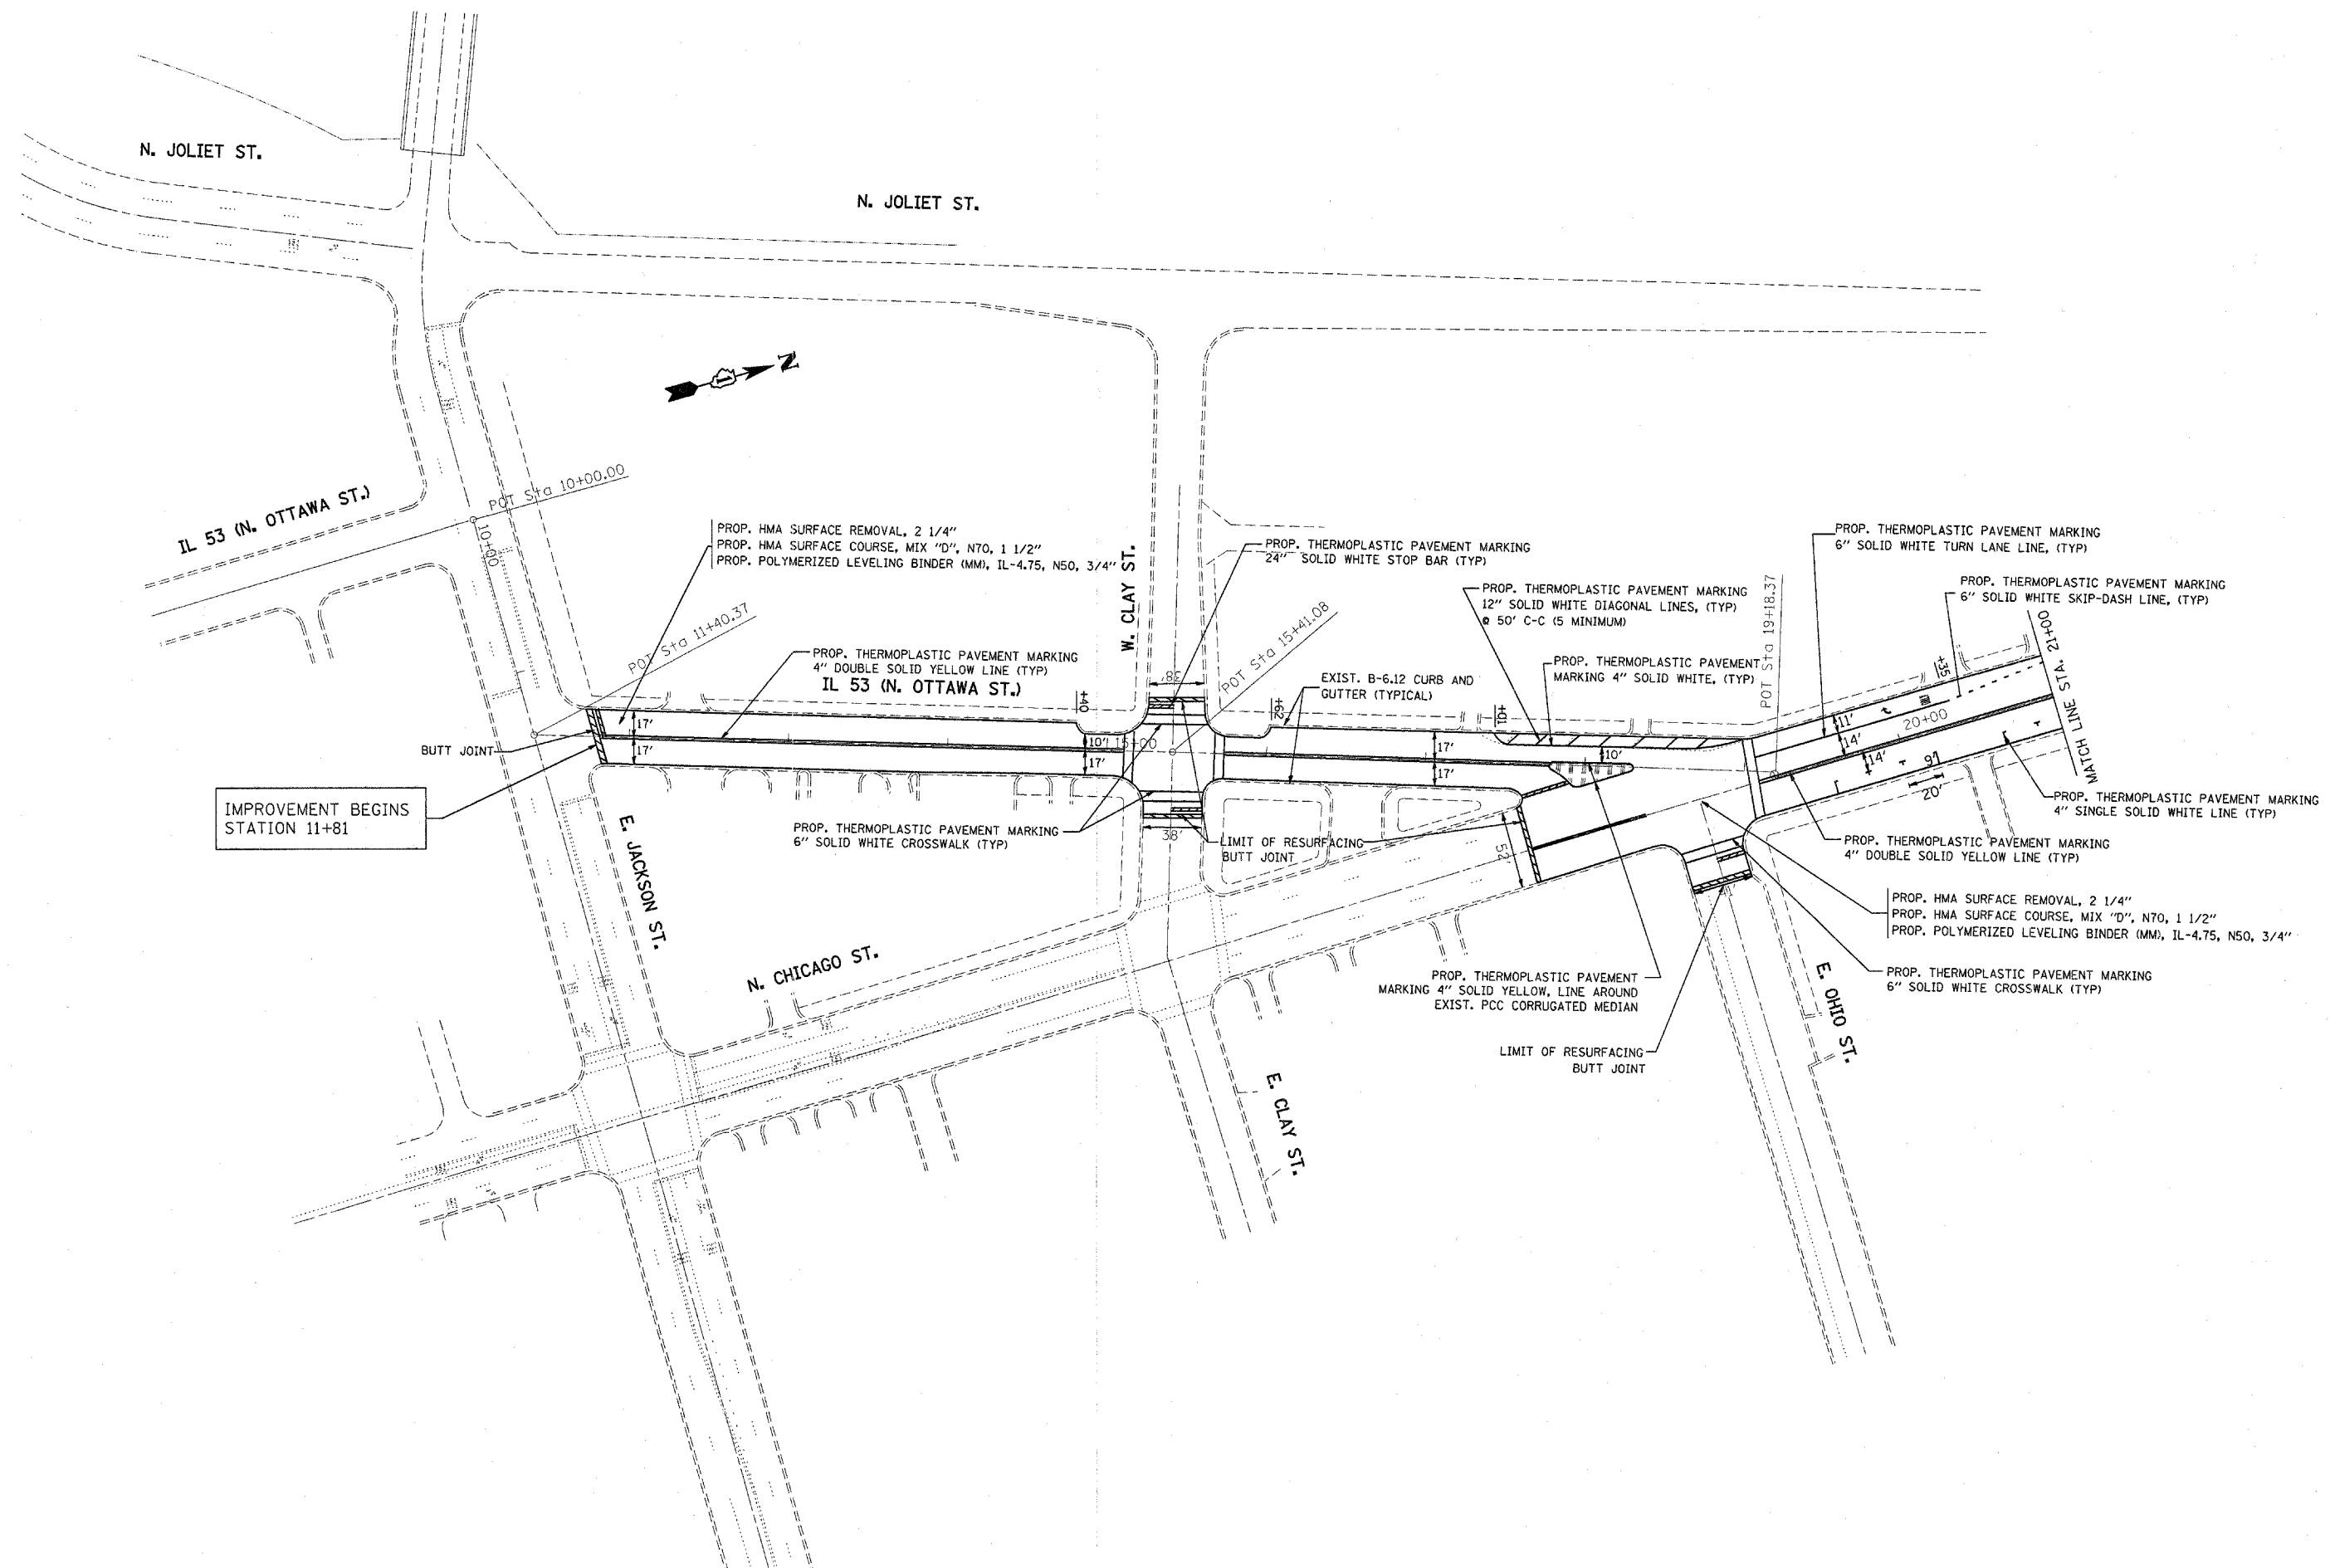 N. JOLIET ST.
N. JOLIET ST.
N
IL 53 (N. OTTAWA ST.)
POT Sta 10+00.00
10+00
PROP. HMA SURFACE REMOVAL, 2 1/4"
PROP. HMA SURFACE COURSE, MIX "D", N70, 1 1/2"
PROP. POLYMERIZED LEVELING BINDER (MM), IL-4.75, N50, 3/4"
POT Sta 11+40.37
PROP. THERMOPLASTIC PAVEMENT MARKING
4" DOUBLE SOLID YELLOW LINE (TYP)
IL 53 (N. OTTAWA ST.)
W. CLAY ST.
PROP. THERMOPLASTIC PAVEMENT MARKING
24" SOLID WHITE STOP BAR (TYP)
POT Sta 15+41.08
EXIST. B-6.12 CURB AND
GUTTER (TYPICAL)
PROP. THERMOPLASTIC PAVEMENT MARKING
12" SOLID WHITE DIAGONAL LINES, (TYP)
@ 50' C-C (5 MINIMUM)
PROP. THERMOPLASTIC PAVEMENT
MARKING 4" SOLID WHITE, (TYP)
POT Sta 19+18.37
PROP. THERMOPLASTIC PAVEMENT MARKING
6" SOLID WHITE TURN LANE LINE, (TYP)
PROP. THERMOPLASTIC PAVEMENT MARKING
6" SOLID WHITE SKIP-DASH LINE, (TYP)
MATCH LINE STA. 21+00
+40
38'
+62
+01
+35
BUTT JOINT
17'
17'
10'
17'
15+00
17'
17'
10'
11'
14'
14'
20+00
9'
20'
IMPROVEMENT BEGINS
STATION 11+81
E. JACKSON ST.
PROP. THERMOPLASTIC PAVEMENT MARKING
6" SOLID WHITE CROSSWALK (TYP)
38'
LIMIT OF RESURFACING
BUTT JOINT
52'
PROP. THERMOPLASTIC PAVEMENT MARKING
4" SINGLE SOLID WHITE LINE (TYP)
PROP. THERMOPLASTIC PAVEMENT MARKING
4" DOUBLE SOLID YELLOW LINE (TYP)
PROP. HMA SURFACE REMOVAL, 2 1/4"
PROP. HMA SURFACE COURSE, MIX "D", N70, 1 1/2"
PROP. POLYMERIZED LEVELING BINDER (MM), IL-4.75, N50, 3/4"
PROP. THERMOPLASTIC PAVEMENT MARKING
6" SOLID WHITE CROSSWALK (TYP)
N. CHICAGO ST.
PROP. THERMOPLASTIC PAVEMENT
MARKING 4" SOLID YELLOW, LINE AROUND
EXIST. PCC CORRUGATED MEDIAN
LIMIT OF RESURFACING
BUTT JOINT
E. OHIO ST.
E. CLAY ST.